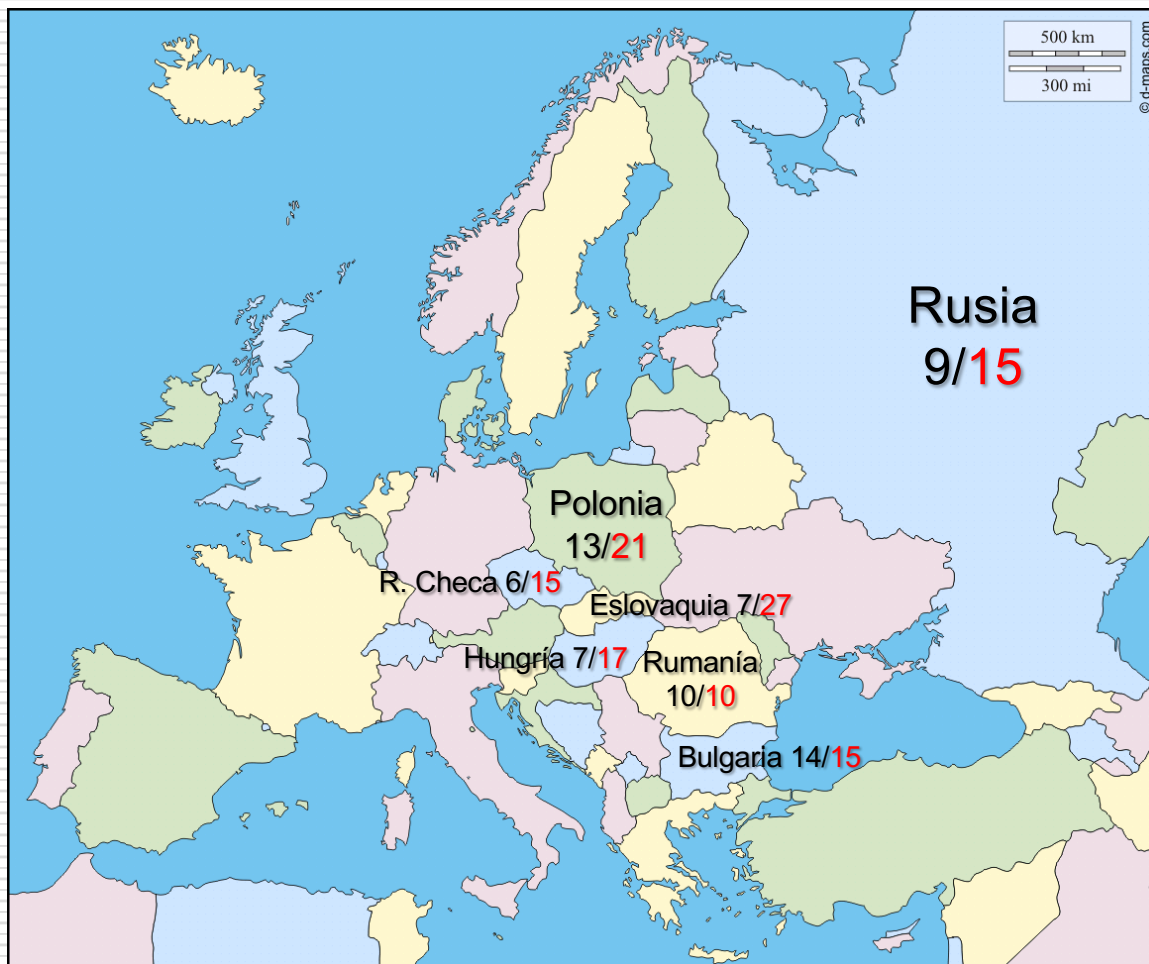 500 km
300 mi
© d-maps.com
Rusia
9/15
Polonia
13/21
R. Checa 6/15
Eslovaquia 7/27
Hungría 7/17
Rumanía
10/10
Bulgaria 14/15